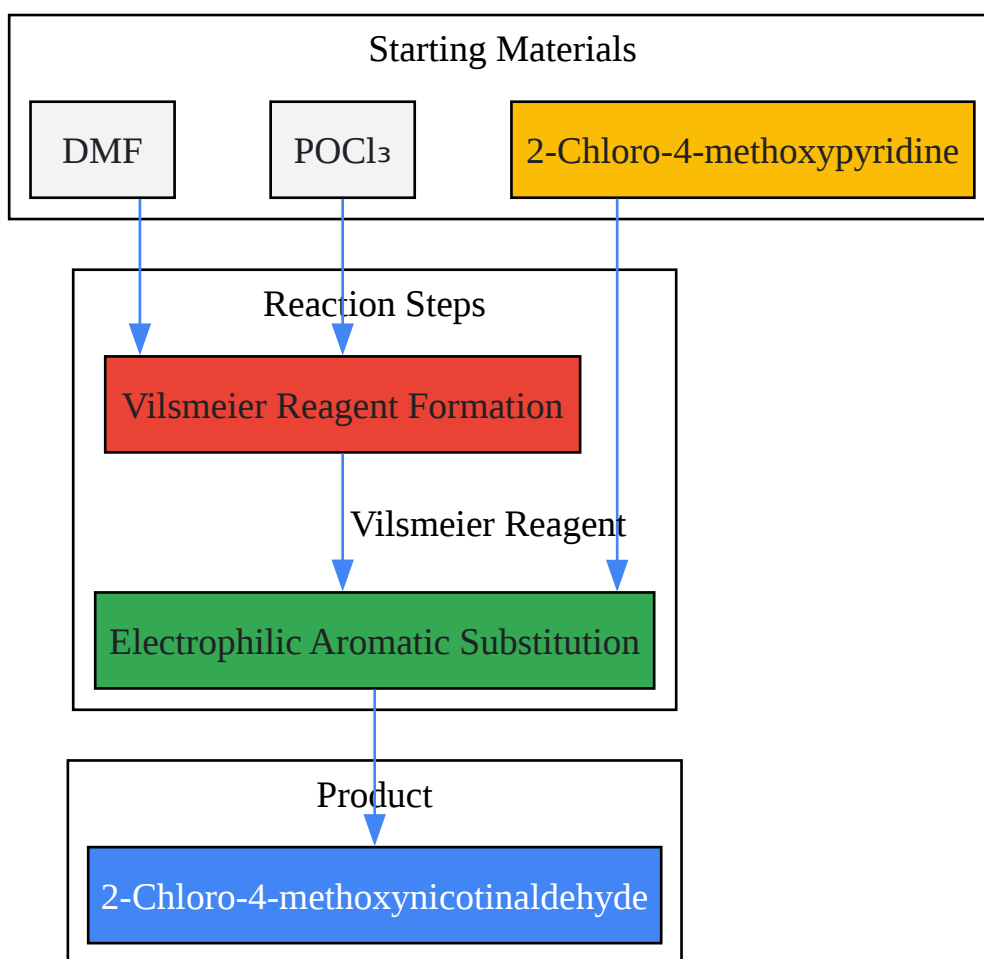 Starting Materials
DMF
POCl₃
2-Chloro-4-methoxypyridine
Reaction Steps
Vilsmeier Reagent Formation
Vilsmeier Reagent
Electrophilic Aromatic Substitution
Product
2-Chloro-4-methoxynicotinaldehyde